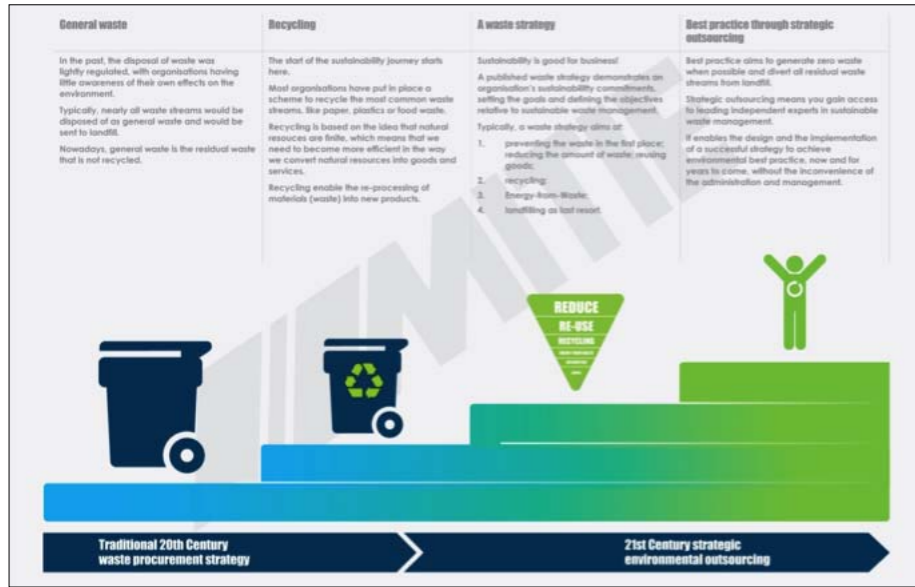 General waste
In the past, the disposal of waste was
lightly regulated, with organisations having
little awareness of their own effects on the
environment.
Typically, nearly all waste streams would be
disposed of as general waste and would be
sent to landfill.
Nowadays, general waste is the residual waste
that is not recycled.
Recycling
The start of the sustainability journey starts
here.
Most organisations have put in place a
scheme to recycle the most common waste
streams, like paper, plastics or food waste.
Recycling is based on the idea that natural
resouces are finite, which means that we
need to become more efficient in the way
we convert natural resources into goods and
services.
Recycling enable the re-processing of
materials (waste) into new products.
A waste strategy
Sustainability is good for business!
A published waste strategy demonstrates an
organisation's sustainability commitments,
setting the goals and defining the objectives
relative to sustainable waste management.
Typically, a waste strategy aims at:
1. preventing the waste in the first place;
reducing the amount of waste; reusing
goods;
2. recycling;
3. Energy-from-Waste;
4. landfilling as last resort.
Best practice through strategic
outsourcing
Best practice aims to generate zero waste
when possible and divert all residual waste
streams from landfill.
Strategic outsourcing means you gain access
to leading independent experts in sustainable
waste management.
If enables the design and the implementation
of a successful strategy to achieve
environmental best practice, now and for
years to come, without the inconvenience of
the administration and management.
REDUCE
RE-USE
RECYCLING
Traditional 20th Century
waste procurement strategy
21st Century strategic
environmental outsourcing